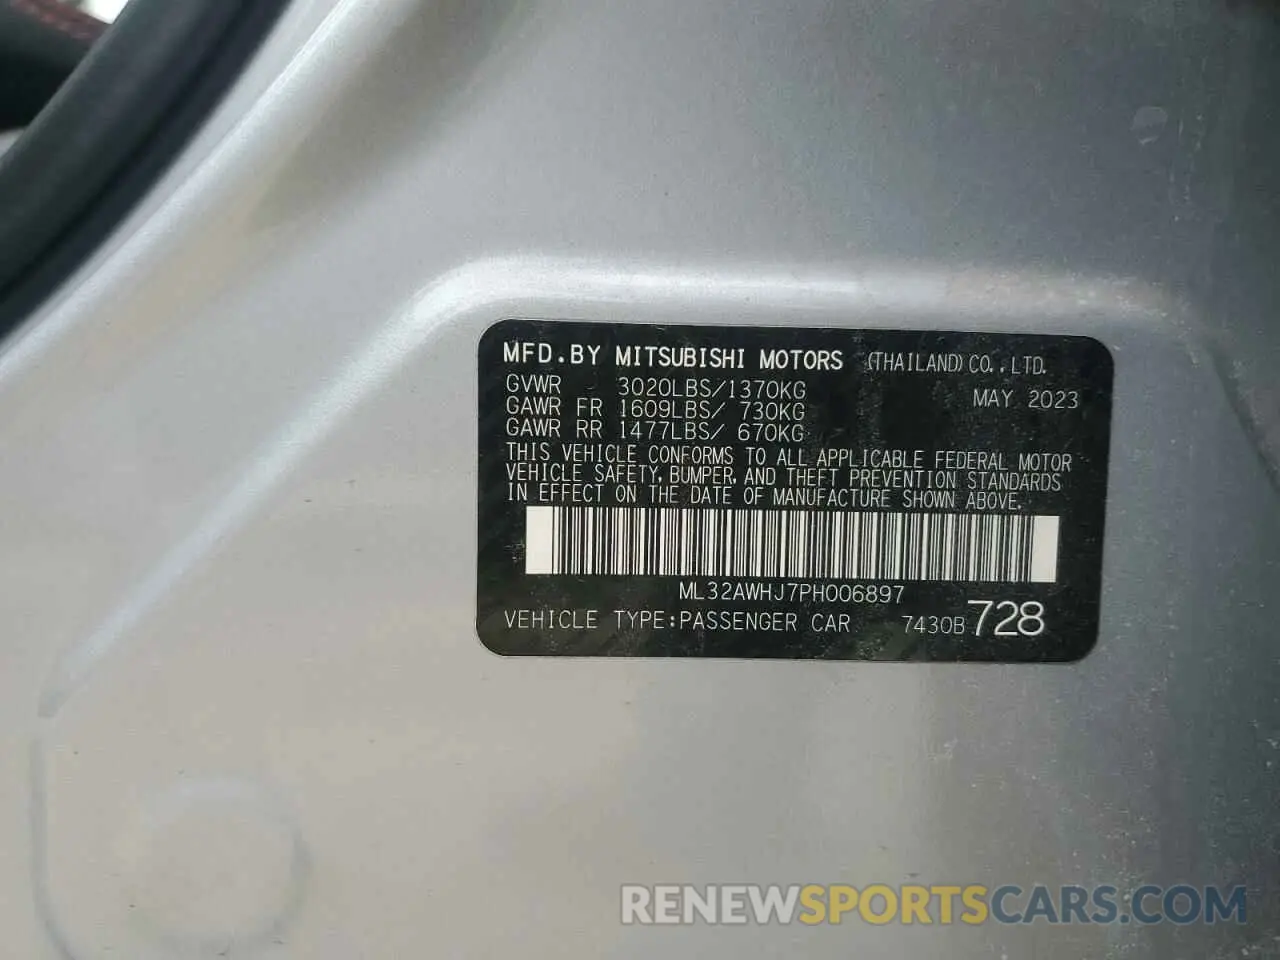 MFD.BY MITSUBISHI MOTORS (THAILAND) CO.,LTD.
GVWR 3020LBS/1370KG MAY 2023
GAWR FR 1609LBS/ 730KG
GAWR RR 1477LBS/ 670KG
THIS VEHICLE CONFORMS TO ALL APPLICABLE FEDERAL MOTOR
VEHICLE SAFETY, BUMPER, AND THEFT PREVENTION STANDARDS
IN EFFECT ON THE DATE OF MANUFACTURE SHOWN ABOVE.
ML32AWHJ7PH006897
VEHICLE TYPE:PASSENGER CAR 7430B 728
RENEWSPORTSCARS.COM